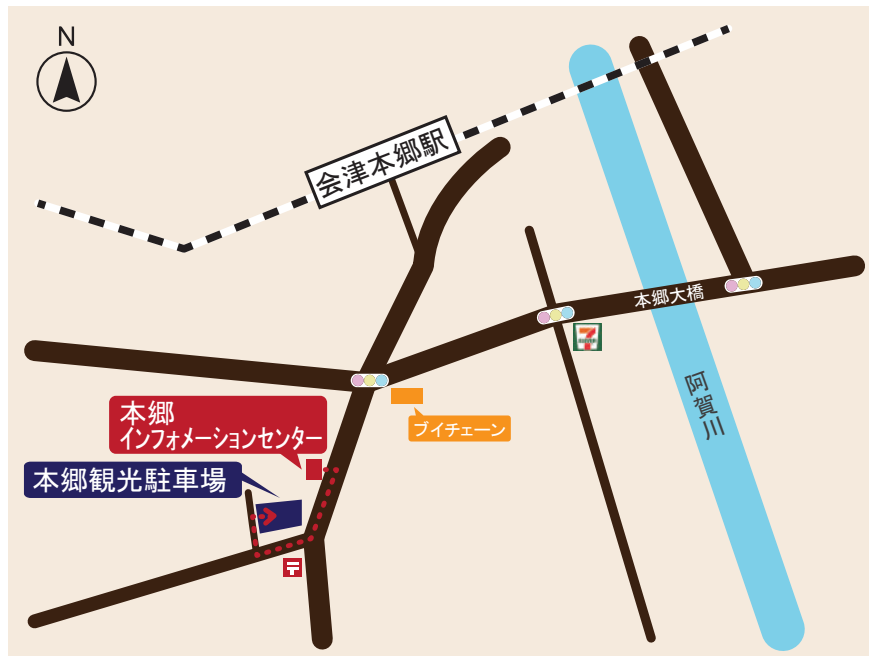 N
会津本郷駅
本郷大橋
7
阿賀川
ブイチェーン
本郷
インフォメーションセンター
本郷観光駐車場
〒